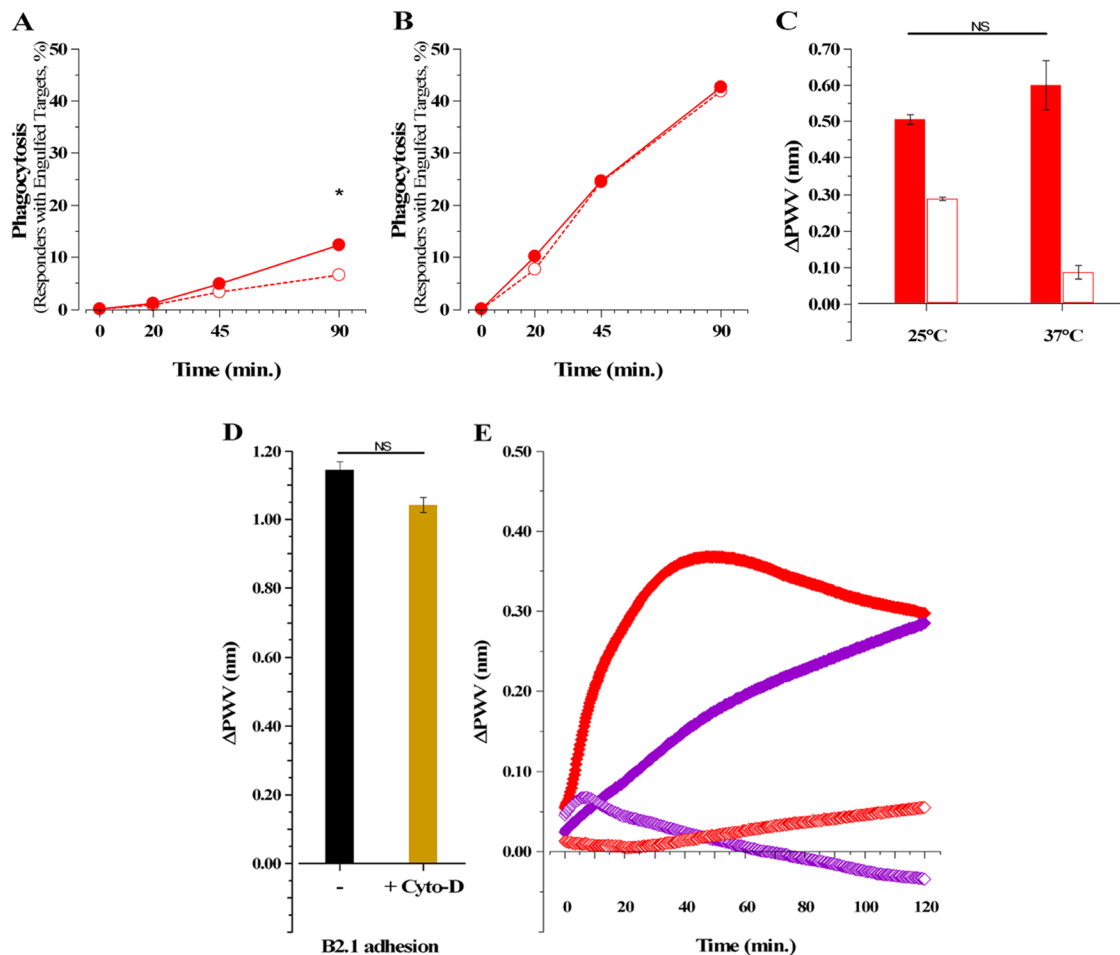 A
Phagocytosis
(Responders with Engulfed Targets, %)
50
40
30
20
10
0
*
0 20 45 90
Time (min.)
B
Phagocytosis
(Responders with Engulfed Targets, %)
50
40
30
20
10
0
0 20 45 90
Time (min.)
C
NS
ΔPWV (nm)
0.70
0.60
0.50
0.40
0.30
0.20
0.10
0.00
25°C 37°C
D
NS
ΔPWV (nm)
1.20
1.00
0.80
0.60
0.40
0.20
0.00
- + Cyto-D
B2.1 adhesion
E
ΔPWV (nm)
0.50
0.40
0.30
0.20
0.10
0.00
0 20 40 60 80 100 120
Time (min.)